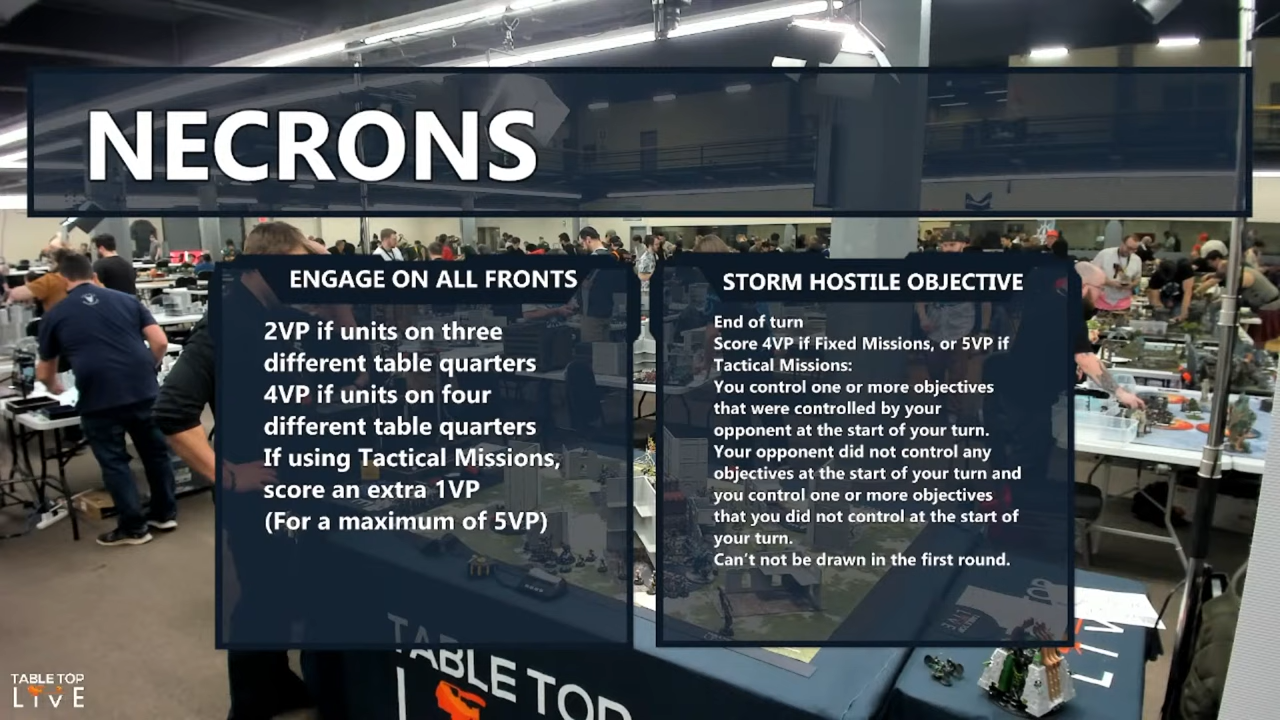 NECRONS
ENGAGE ON ALL FRONTS
2VP if units on three
different table quarters
4VP if units on four
different table quarters
If using Tactical Missions,
score an extra 1VP
(For a maximum of 5VP)
STORM HOSTILE OBJECTIVE
End of turn
Score 4VP if Fixed Missions, or 5VP if
Tactical Missions:
You control one or more objectives
that were controlled by your
opponent at the start of your turn.
Your opponent did not control any
objectives at the start of your turn and
you control one or more objectives
that you did not control at the start of
your turn.
Can't not be drawn in the first round.
TABLE TOP
TABLE TOP
LIVE